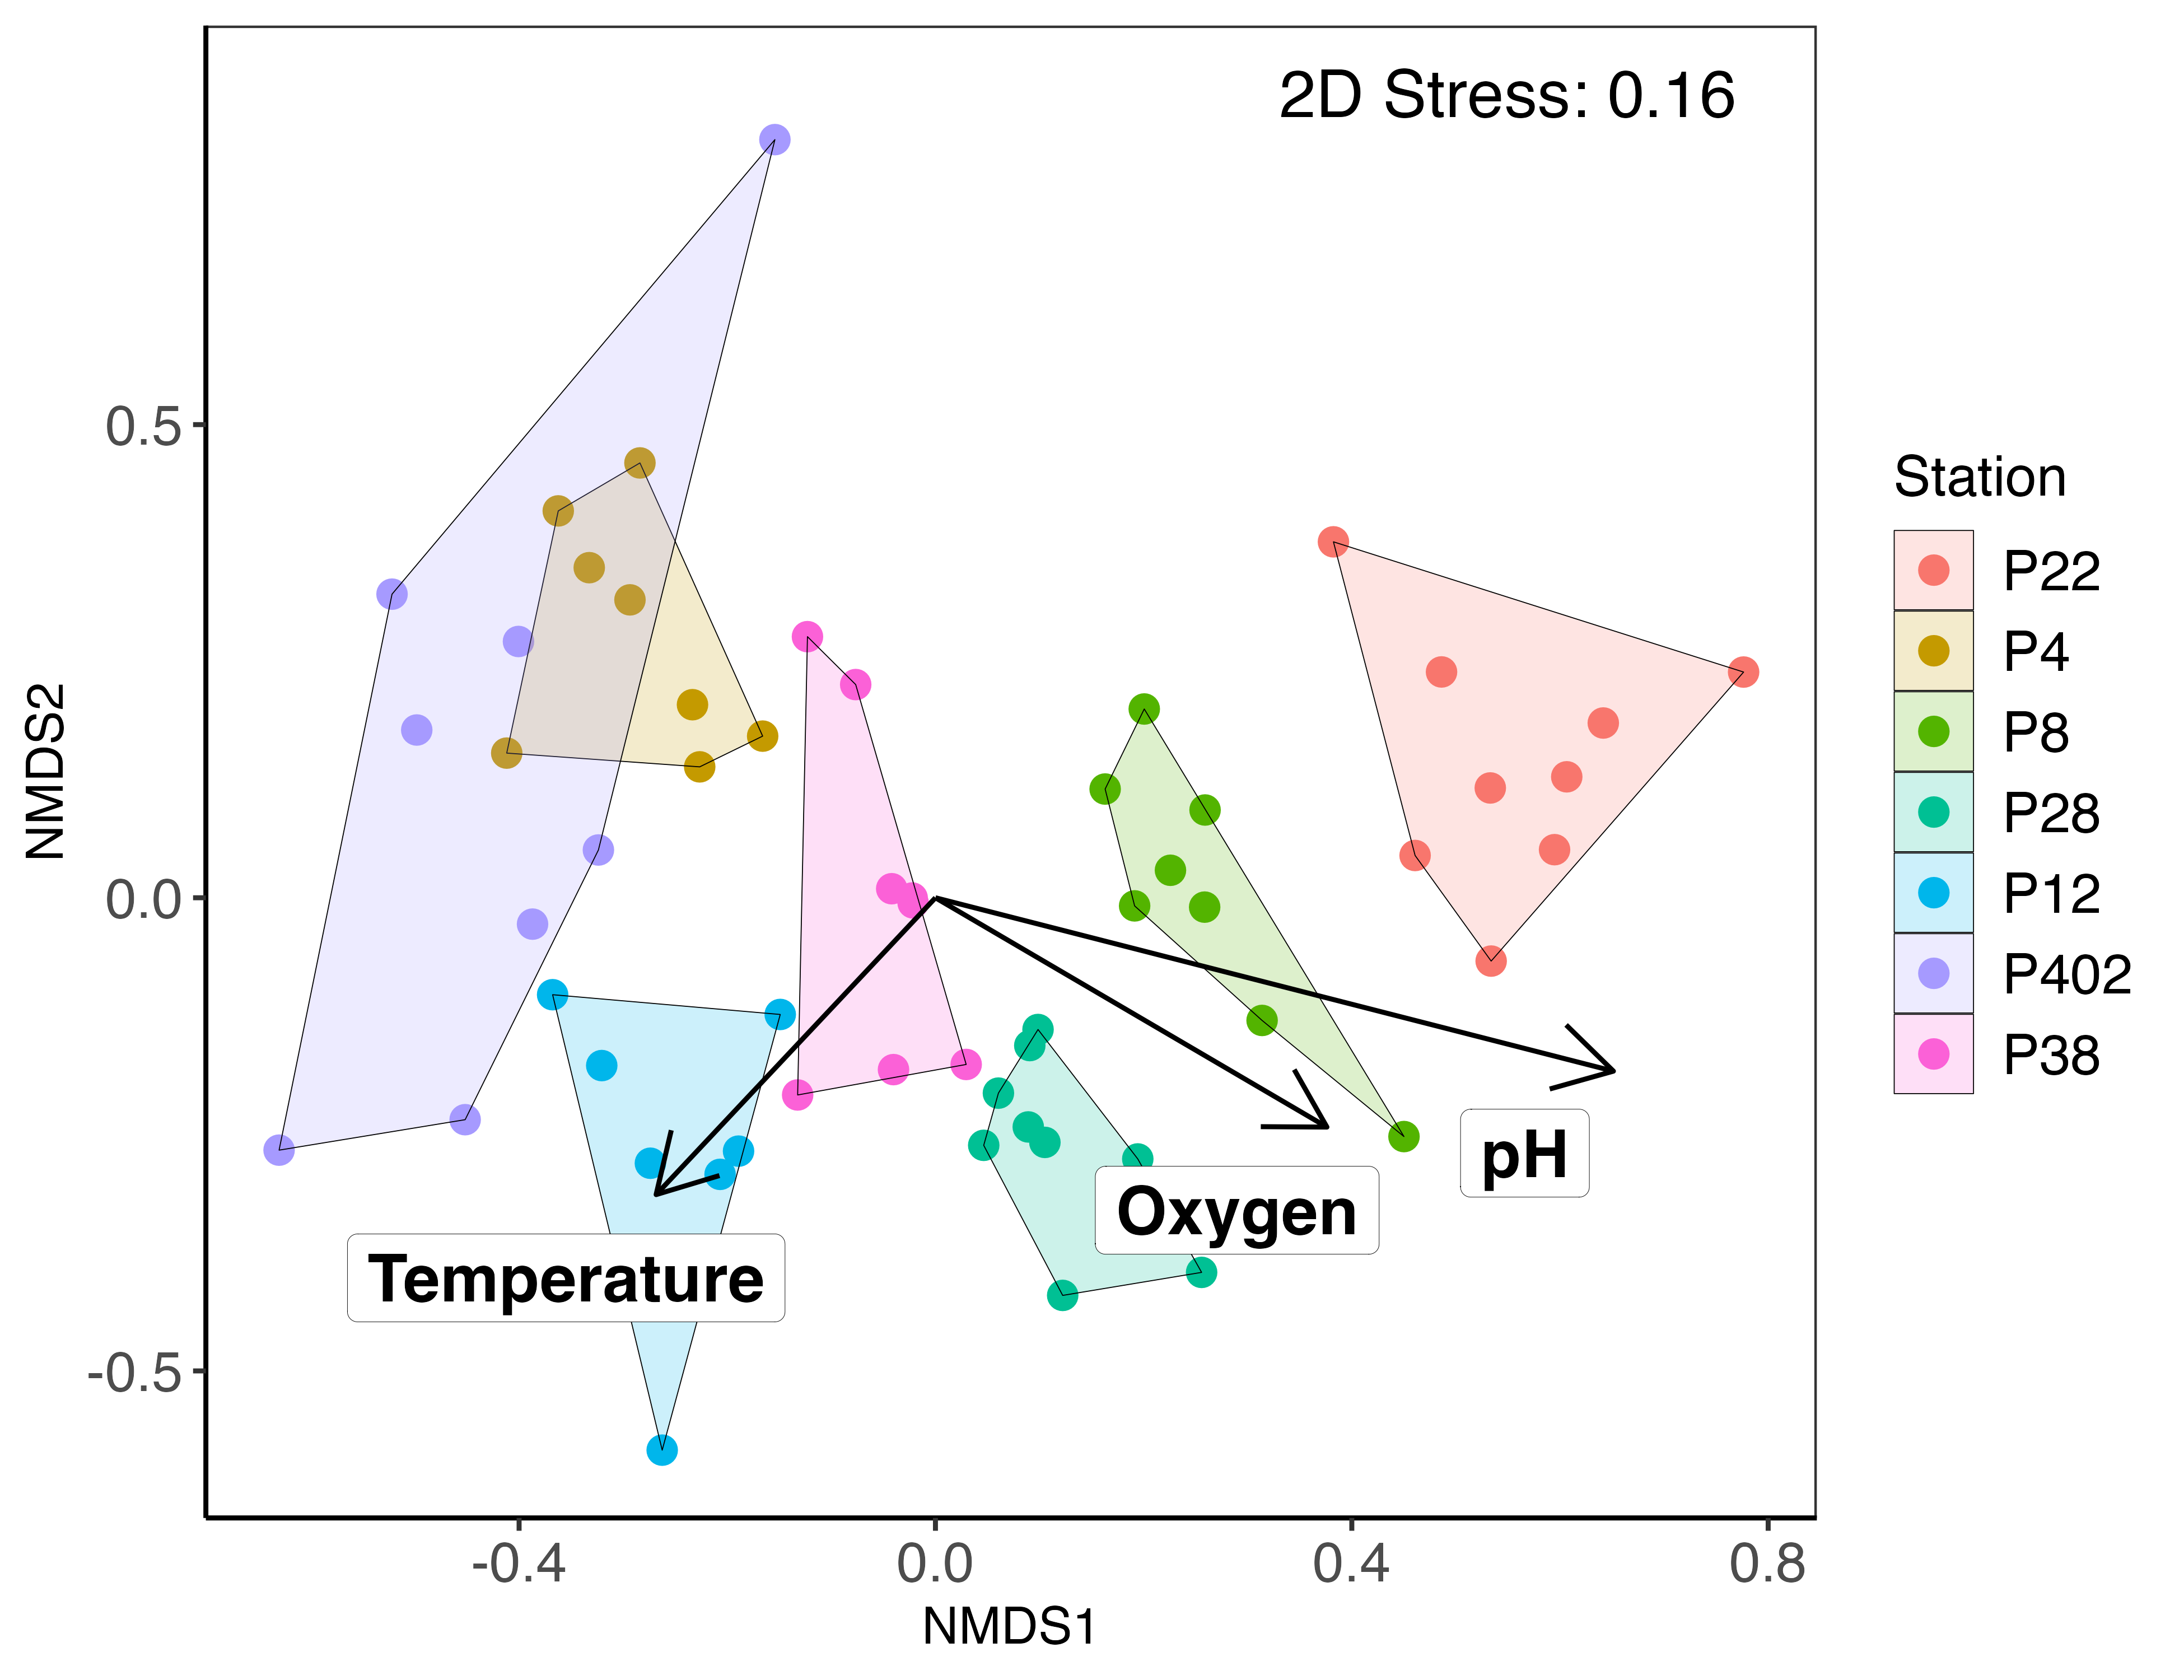 2D Stress: 0.16
NMDS2
0.5
0.0
-0.5
pH
Oxygen
Temperature
-0.4
0.0
0.4
0.8
NMDS1
Station
P22
P4
P8
P28
P12
P402
P38